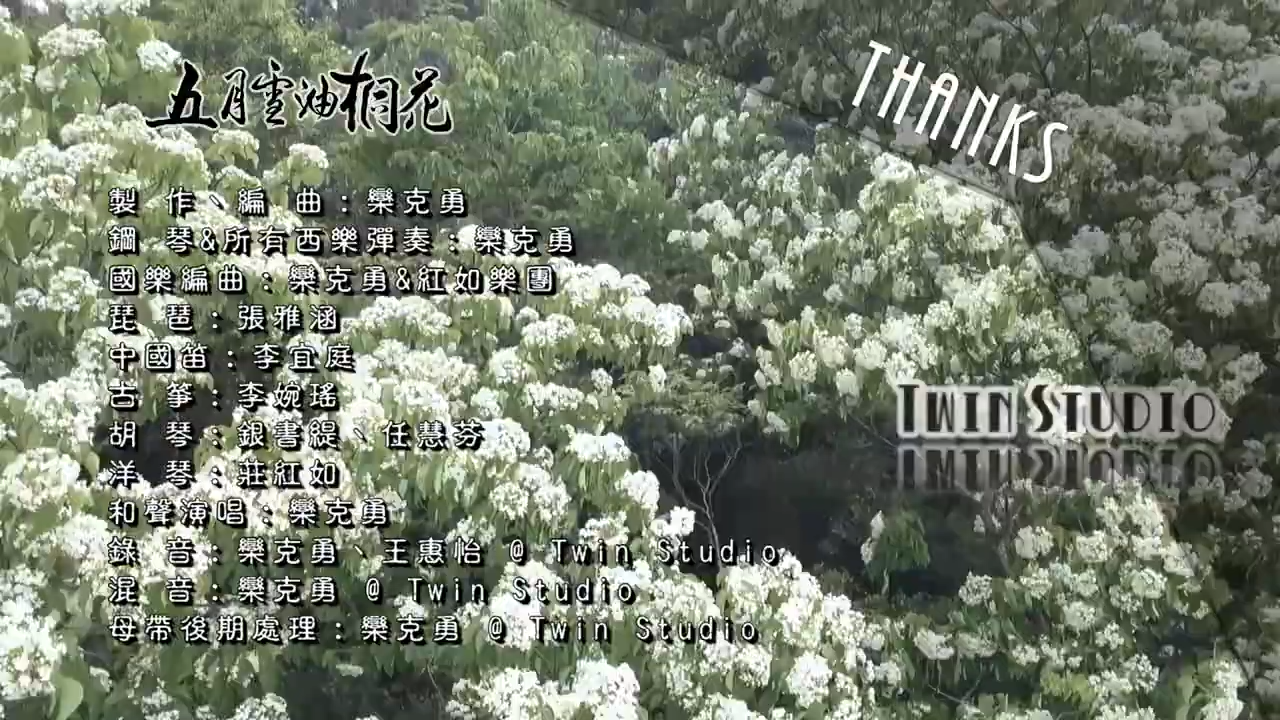 五月雪油桐花
THANKS
製 作、編 曲:欒克勇
鋼 琴&所有西樂彈奏:欒克勇
國樂編曲:欒克勇&紅如樂團
琵 琶:張雅涵
中國笛:李宜庭
古 箏:李婉瑤
胡 琴:銀書緹、任慧芬
洋 琴:莊紅如
TWIN STUDIO
和聲演唱:欒克勇
錄 音:欒克勇、王惠怡 @ Twin Studio
混 音:欒克勇 @ Twin Studio
母帶後期處理:欒克勇 @ Twin Studio